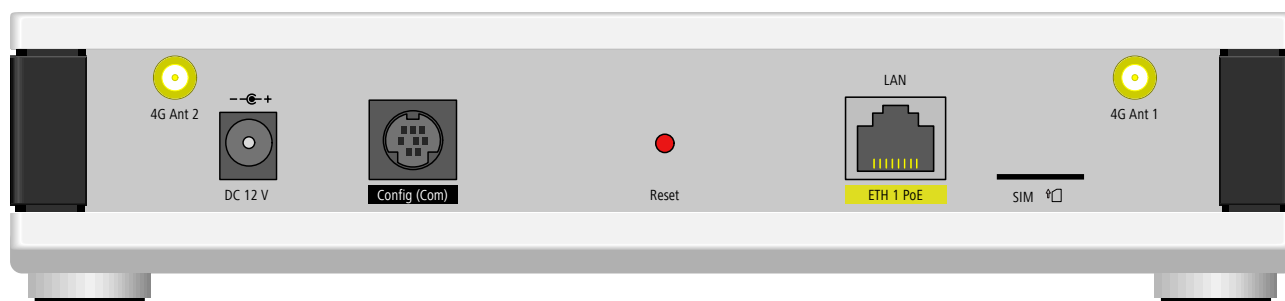 LAN
4G Ant 2
4G Ant 1
DC 12 V
Config (Com)
Reset
ETH 1 PoE
SIM